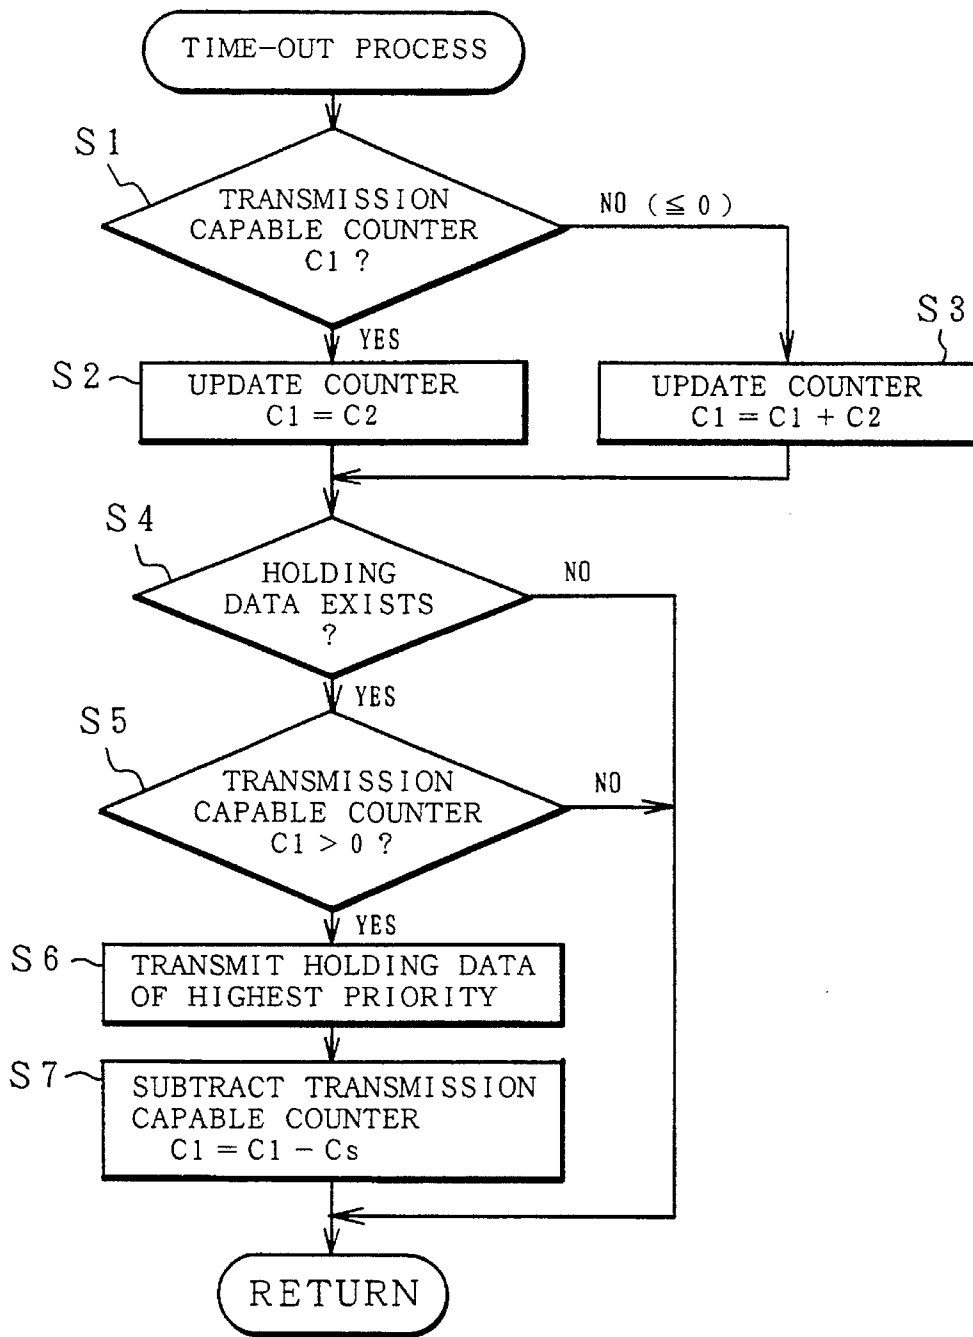 TIME-OUT PROCESS
S1
TRANSMISSION
CAPABLE COUNTER
C1 ?
NO (≦ 0)
YES
S2
UPDATE COUNTER
C1 = C2
S3
UPDATE COUNTER
C1 = C1 + C2
S4
HOLDING
DATA EXISTS
?
NO
YES
S5
TRANSMISSION
CAPABLE COUNTER
C1 > 0 ?
NO
YES
S6
TRANSMIT HOLDING DATA
OF HIGHEST PRIORITY
S7
SUBTRACT TRANSMISSION
CAPABLE COUNTER
C1 = C1 − Cs
RETURN